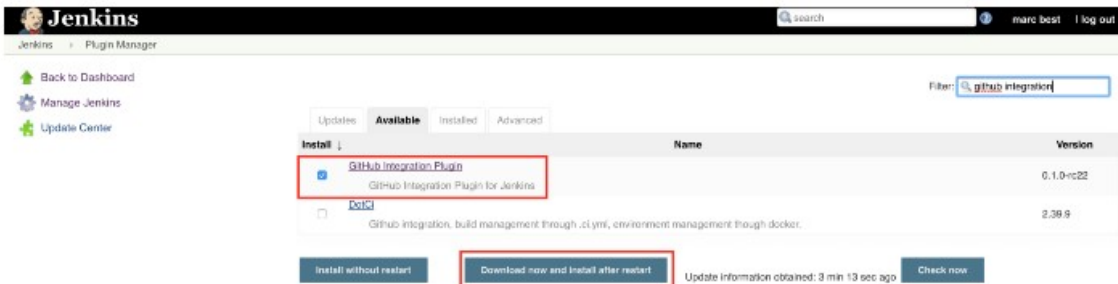 Jenkins
search
marc best
log out
Jenkins
Plugin Manager
Back to Dashboard
Manage Jenkins
Update Center
Filter: github integration
Updates Available Installed Advanced
Install ↓ Name Version
GitHub Integration Plugin
GitHub Integration Plugin for Jenkins
0.1.0-rc22
DotCi
Github integration, build management through .ci.yml, environment management though docker.
2.39.9
Install without restart
Download now and install after restart
Update information obtained: 3 min 13 sec ago
Check now